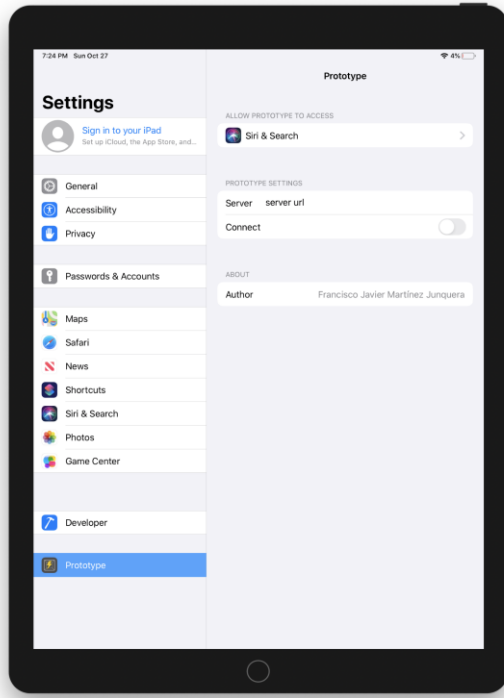 7:24 PM Sun Oct 27
4%
Settings
Sign in to your iPad
Set up iCloud, the App Store, and...
General
Accessibility
Privacy
Passwords & Accounts
Maps
Safari
News
Shortcuts
Siri & Search
Photos
Game Center
Developer
Prototype
Prototype
ALLOW PROTOTYPE TO ACCESS
Siri & Search
PROTOTYPE SETTINGS
Server server url
Connect
ABOUT
Author Francisco Javier Martínez Junquera